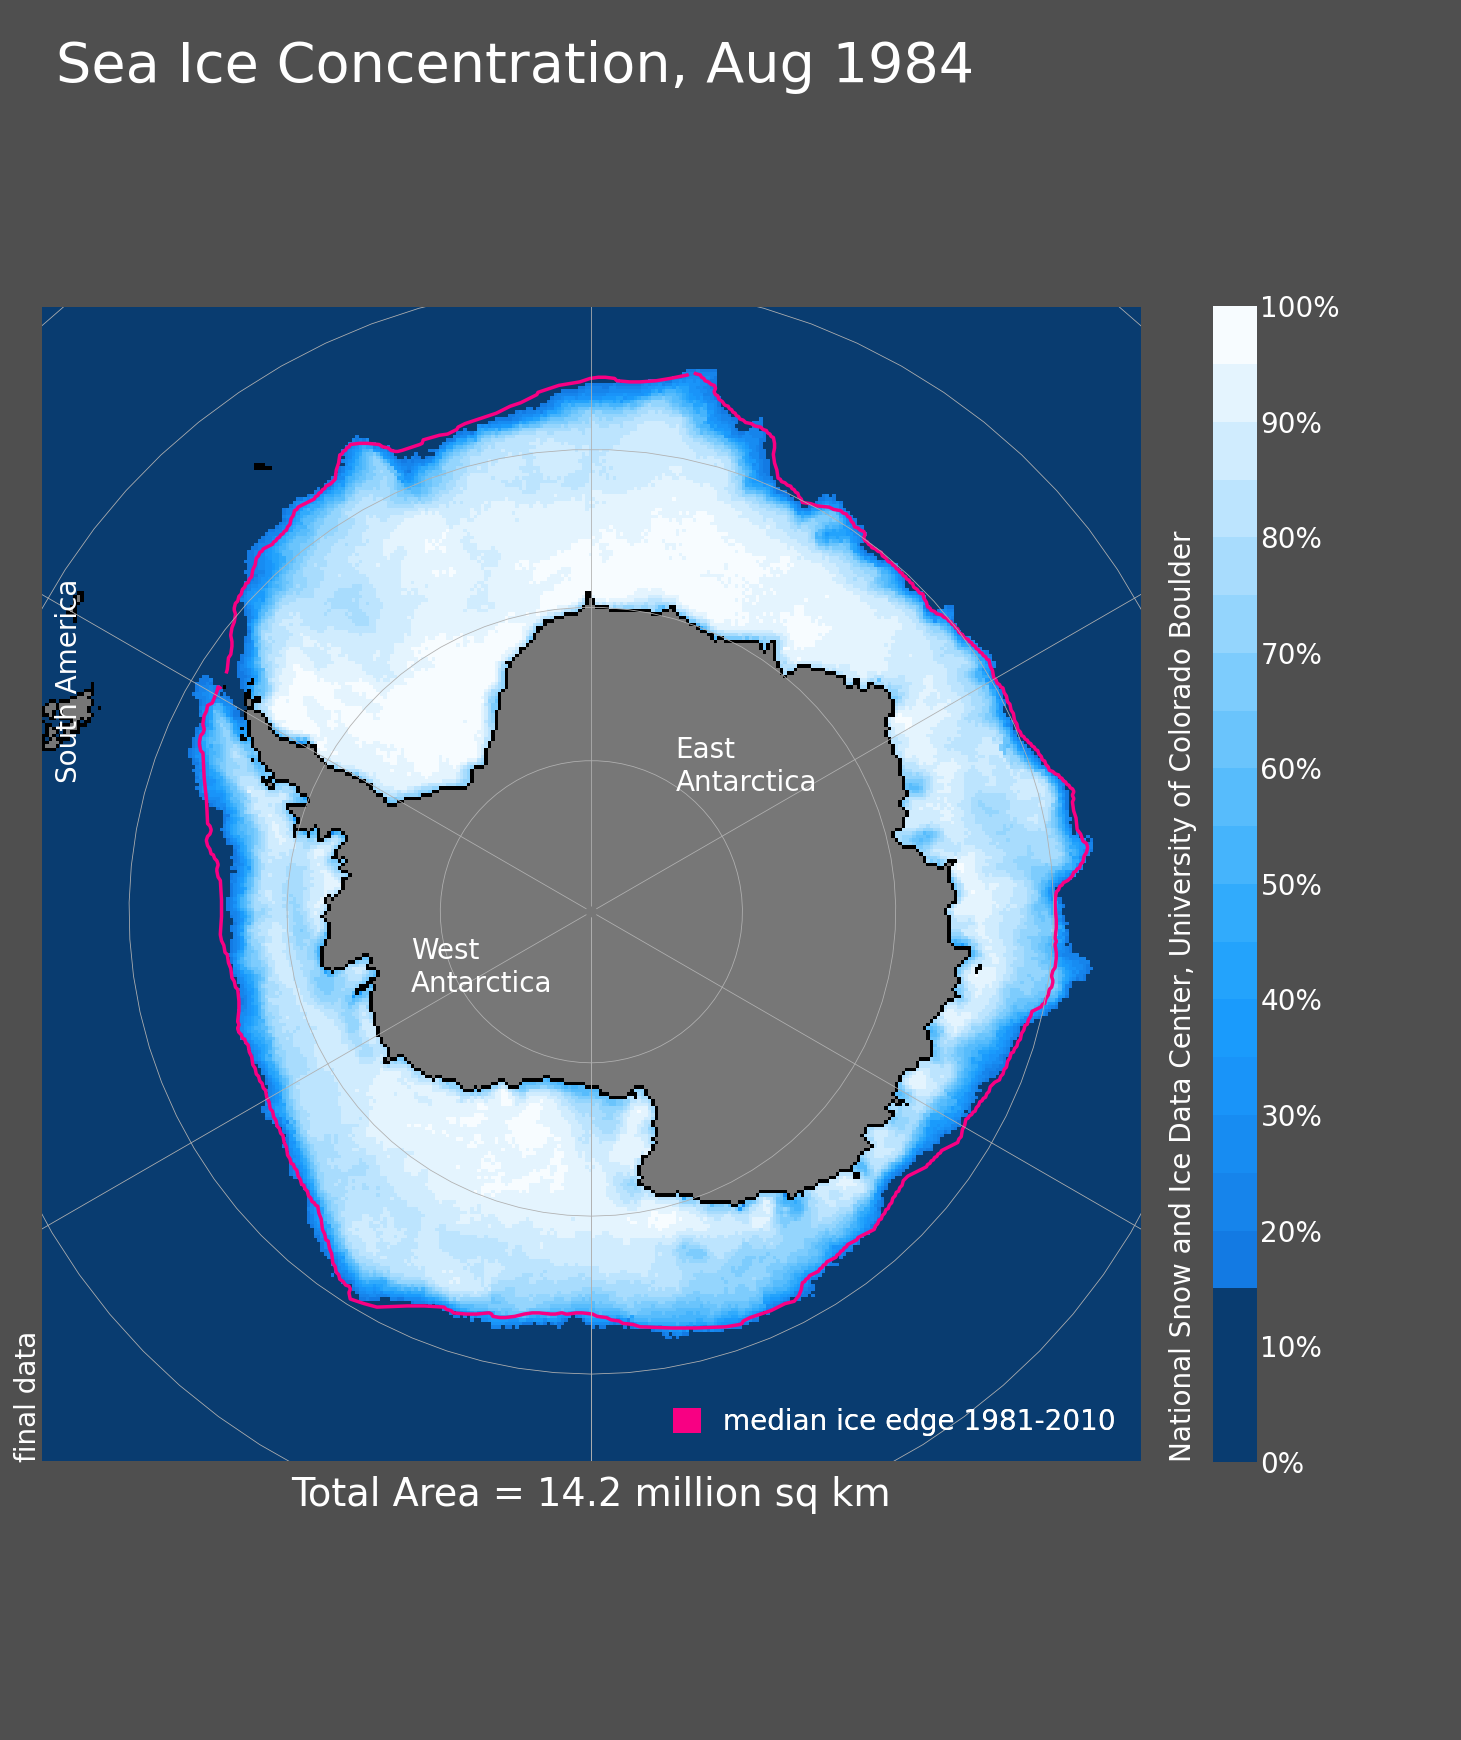 Sea Ice Concentration, Aug 1984
South America
East
Antarctica
West
Antarctica
median ice edge 1981-2010
final data
Total Area = 14.2 million sq km
National Snow and Ice Data Center, University of Colorado Boulder
100%
90%
80%
70%
60%
50%
40%
30%
20%
10%
0%